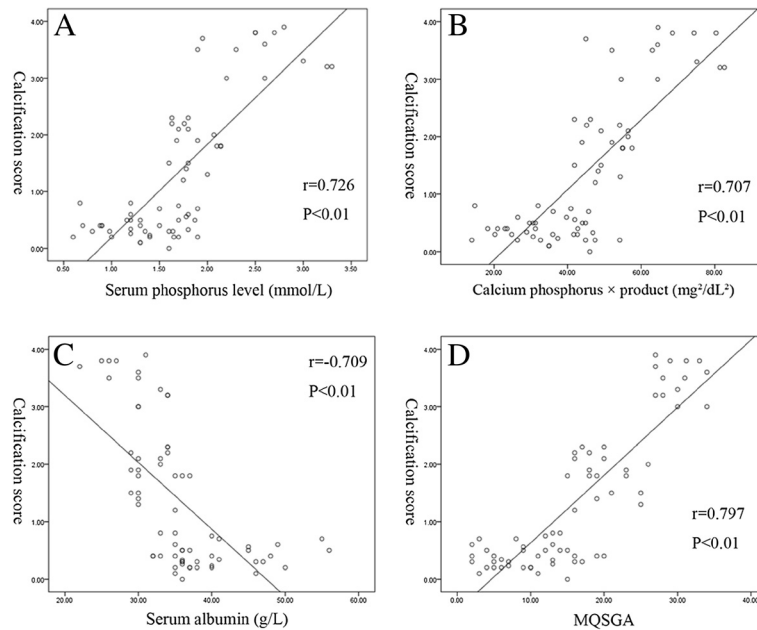 A
4.00
3.00
2.00
1.00
0.00
Calcification score
r=0.726
P<0.01
0.50 1.00 1.50 2.00 2.50 3.00 3.50
Serum phosphorus level (mmol/L)
B
4.00
3.00
2.00
1.00
0.00
Calcification score
r=0.707
P<0.01
20.00 40.00 60.00 80.00
Calcium phosphorus × product (mg²/dL²)
C
4.00
3.00
2.00
1.00
0.00
Calcification score
r=-0.709
P<0.01
20.00 30.00 40.00 50.00 60.00
Serum albumin (g/L)
D
4.00
3.00
2.00
1.00
0.00
Calcification score
r=0.797
P<0.01
0.00 10.00 20.00 30.00 40.00
MQSGA